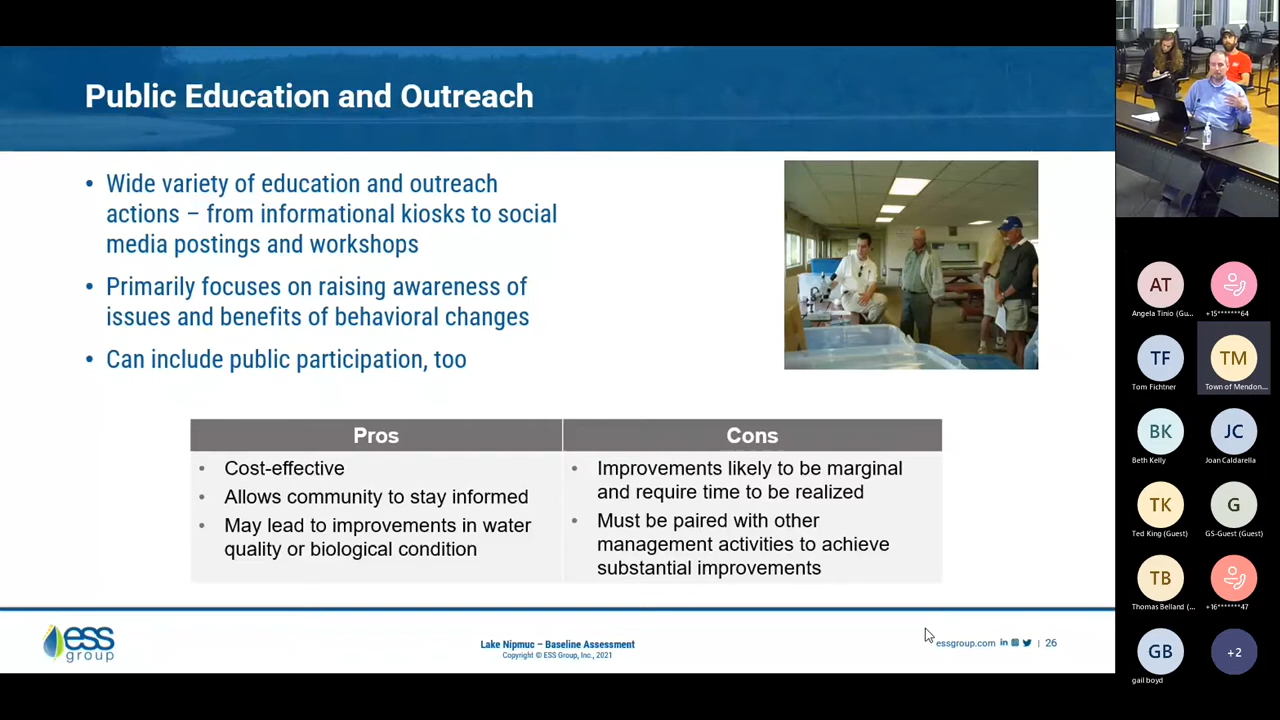 Public Education and Outreach
• Wide variety of education and outreach
actions – from informational kiosks to social
media postings and workshops
• Primarily focuses on raising awareness of
issues and benefits of behavioral changes
• Can include public participation, too
Pros
Cons
• Cost-effective
• Allows community to stay informed
• May lead to improvements in water
quality or biological condition
• Improvements likely to be marginal
and require time to be realized
• Must be paired with other
management activities to achieve
substantial improvements
ess
group
Lake Nipmuc – Baseline Assessment
Copyright © ESS Group, Inc., 2021
essgroup.com in | 26
AT
Angela Tinio (Gu...
+15*******64
TF
Tom Fichtner
TM
Town of Mendon...
BK
Beth Kelly
JC
Joan Caldarella
TK
Ted King (Guest)
G
GS-Guest (Guest)
TB
Thomas Belland (...
+16*******47
GB
gail boyd
+2